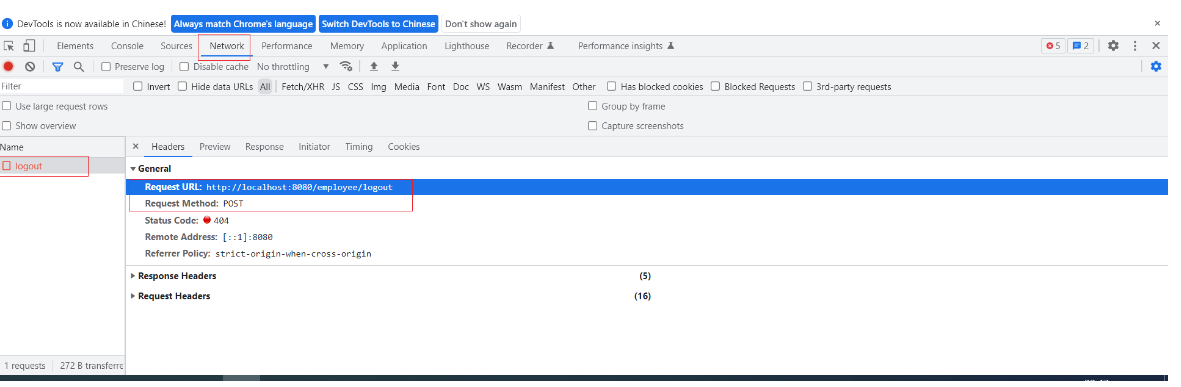 DevTools is now available in Chinese! Always match Chrome's language Switch DevTools to Chinese Don't show again
Elements Console Sources Network Performance Memory Application Lighthouse Recorder Performance insights 5 2
Preserve log Disable cache No throttling
Filter Invert Hide data URLs All Fetch/XHR JS CSS Img Media Font Doc WS Wasm Manifest Other Has blocked cookies Blocked Requests 3rd-party requests
Use large request rows Group by frame
Show overview Capture screenshots
Name Headers Preview Response Initiator Timing Cookies
logout
General
Request URL: http://localhost:8080/employee/logout
Request Method: POST
Status Code: 404
Remote Address: [::1]:8080
Referrer Policy: strict-origin-when-cross-origin
Response Headers (5)
Request Headers (16)
1 requests 272 B transferre